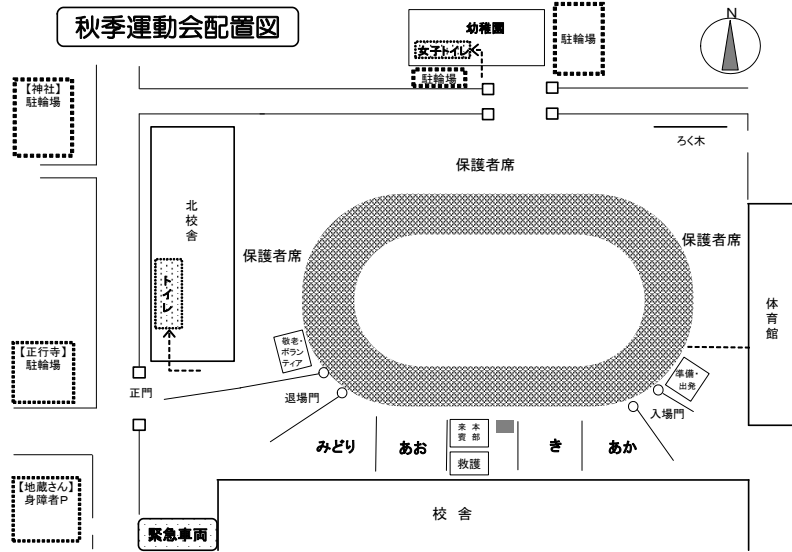 秋季運動会配置図
幼稚園
女子トイレ
駐輪場
駐輪場
N
【神社】
駐輪場
ろく木
保護者席
北校舎
保護者席
保護者席
トイレ
体育館
敬老・
ボラン
ティア
【正行寺】
駐輪場
準備・
出発
正門
退場門
入場門
みどり
あお
来賓
本部
き
あか
救護
【地蔵さん】
身障者P
校 舎
緊急車両